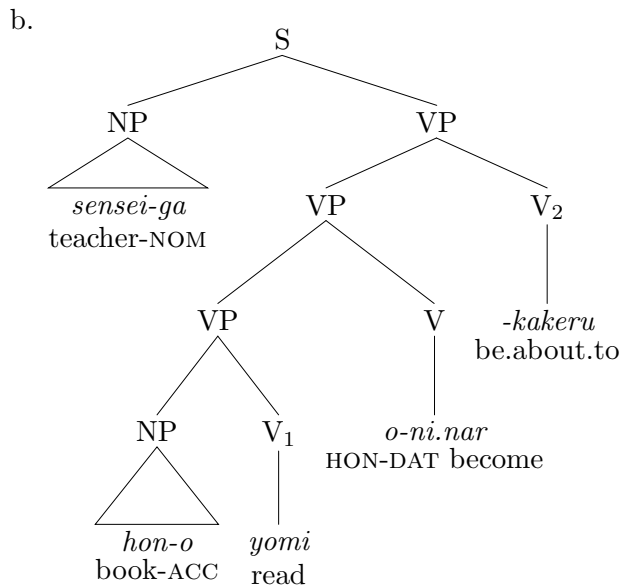 b.
S
NP VP
sensei-ga
teacher-NOM
VP V₂
VP V
-kakeru
be.about.to
NP V₁
o-ni.nar
HON-DAT become
hon-o yomi
book-ACC read